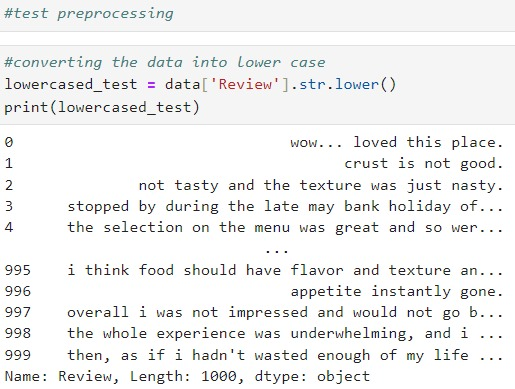 #test preprocessing
#converting the data into lower case
lowercased_test = data['Review'].str.lower()
print(lowercased_test)
0 wow... loved this place.
1 crust is not good.
2 not tasty and the texture was just nasty.
3 stopped by during the late may bank holiday of...
4 the selection on the menu was great and so wer...
...
995 i think food should have flavor and texture an...
996 appetite instantly gone.
997 overall i was not impressed and would not go b...
998 the whole experience was underwhelming, and i ...
999 then, as if i hadn't wasted enough of my life ...
Name: Review, Length: 1000, dtype: object